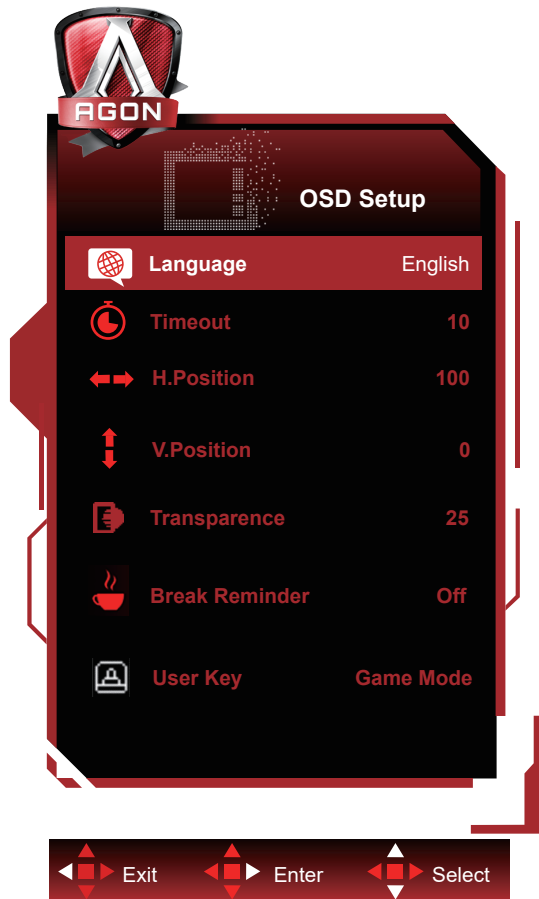 AGON
OSD Setup
Language English
Timeout 10
H.Position 100
V.Position 0
Transparence 25
Break Reminder Off
User Key Game Mode
Exit Enter Select